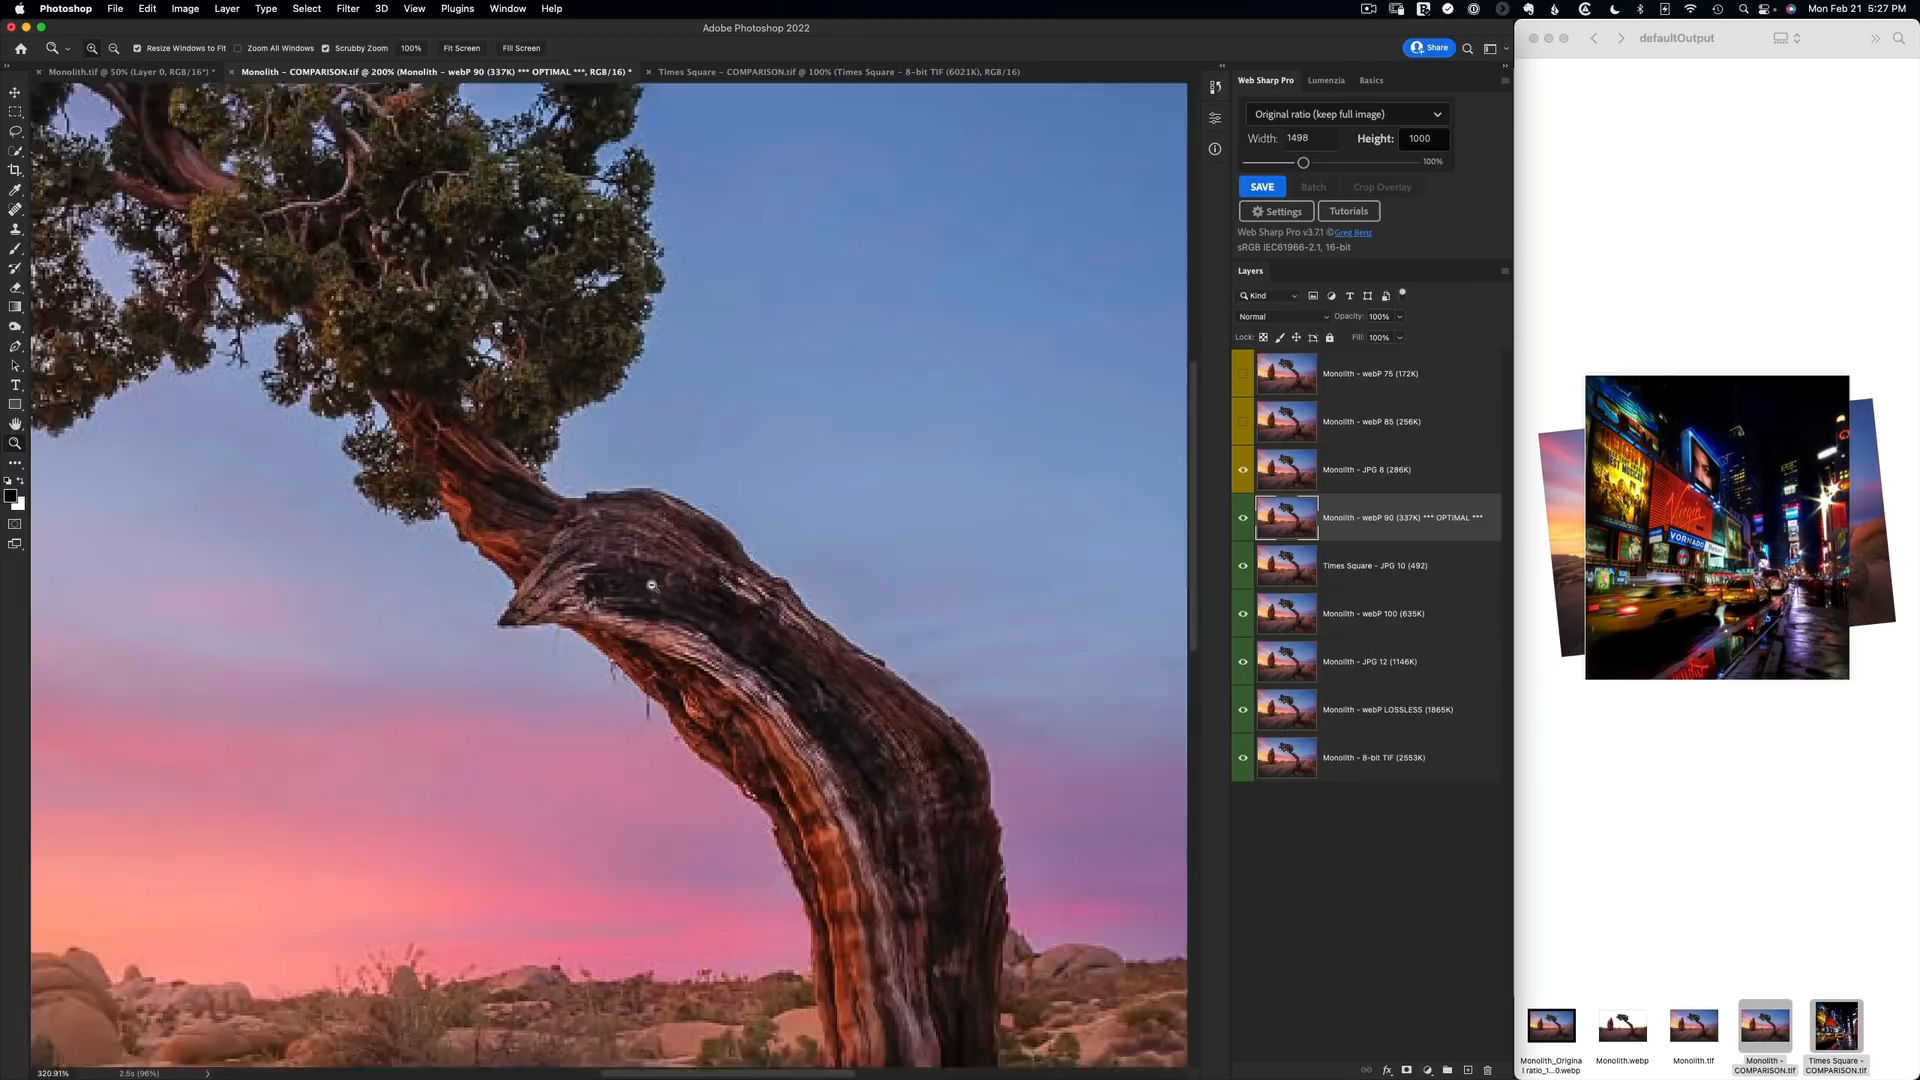 Photoshop File Edit Image Layer Type Select Filter 3D View Plugins Window Help Mon Feb 21 5:27 PM
Adobe Photoshop 2022
defaultOutput
Resize Windows to Fit Zoom All Windows Scrubby Zoom 100% Fit Screen Fill Screen Share
Monolith.tif @ 50% (Layer 0, RGB/16*) * Monolith - COMPARISON.tif @ 200% (Monolith - webP 90 (337K) *** OPTIMAL ***, RGB/16) * Times Square - COMPARISON.tif @ 100% (Times Square - 8-bit TIF (6021K), RGB/16)
Web Sharp Pro Lumenzia Basics
Original ratio (keep full image)
Width: 1498 Height: 1000
100%
SAVE Batch Crop Overlay
Settings Tutorials
Web Sharp Pro v3.7.1 © Greg Benz
sRGB IEC61966-2.1, 16-bit
Layers
Kind
Normal Opacity: 100%
Lock: Fill: 100%
Monolith - webP 75 (172K)
Monolith - webP 85 (256K)
Monolith - JPG 8 (286K)
Monolith - webP 90 (337K) *** OPTIMAL ***
Times Square - JPG 10 (492)
Monolith - webP 100 (635K)
Monolith - JPG 12 (1146K)
Monolith - webP LOSSLESS (1865K)
Monolith - 8-bit TIF (2553K)
Virgin
VORNADO
Monolith_Origina
l ratio_1...0.webp
Monolith.webp
Monolith.tif
Monolith -
COMPARISON.tif
Times Square -
COMPARISON.tif
320.91% 2.5s (96%)